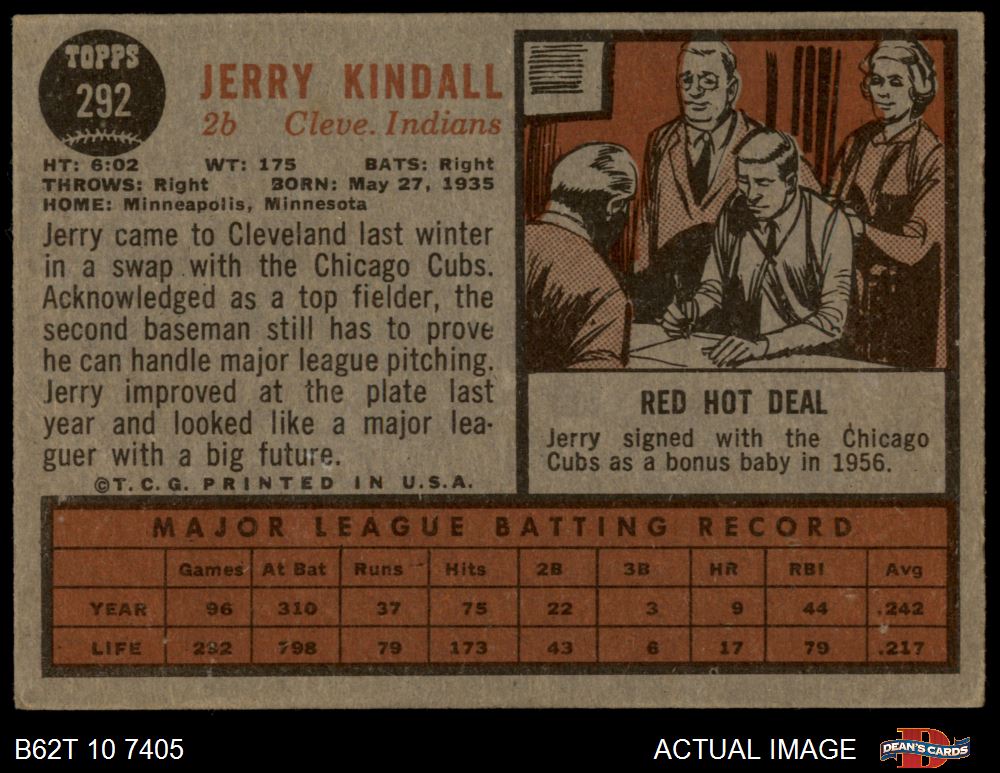 TOPPS
292
JERRY KINDALL
2b Cleve. Indians
HT: 6:02 WT: 175 BATS: Right
THROWS: Right BORN: May 27, 1935
HOME: Minneapolis, Minnesota
Jerry came to Cleveland last winter
in a swap with the Chicago Cubs.
Acknowledged as a top fielder, the
second baseman still has to prove
he can handle major league pitching.
Jerry improved at the plate last
year and looked like a major lea-
guer with a big future.
©T.C.G. PRINTED IN U.S.A.
RED HOT DEAL
Jerry signed with the Chicago
Cubs as a bonus baby in 1956.
MAJOR LEAGUE BATTING RECORD
Games At Bat Runs Hits 2B 3B HR RBI Avg
YEAR 96 310 37 75 22 3 9 44 .242
LIFE 292 798 79 173 43 6 17 79 .217
B62T 10 7405
ACTUAL IMAGE
DEAN'S CARDS